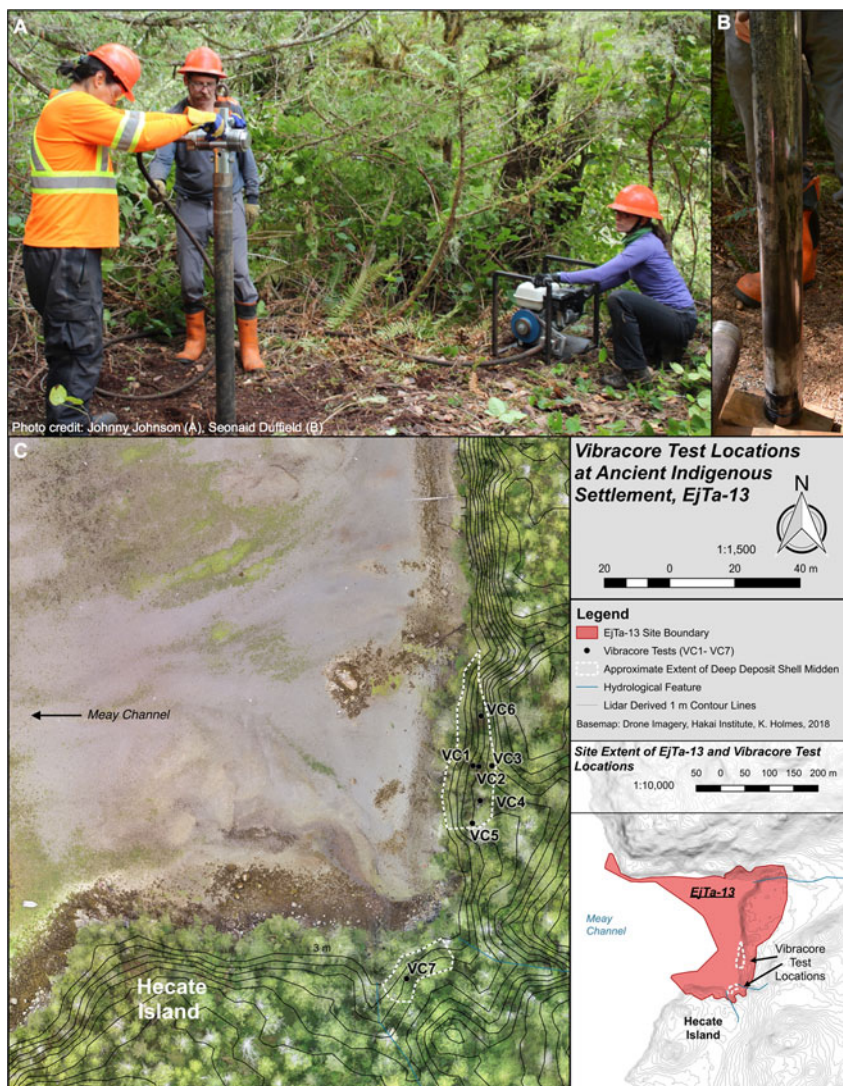 A
B
Photo credit: Johnny Johnson (A), Seonaid Duffield (B)
C
Meay Channel
VC6
VC1
VC3
VC2
VC4
VC5
3 m
VC7
Hecate
Island
Vibracore Test Locations
at Ancient Indigenous
Settlement, EjTa-13
N
1:1,500
20 0 20 40 m
Legend
EjTa-13 Site Boundary
Vibracore Tests (VC1- VC7)
Approximate Extent of Deep Deposit Shell Midden
Hydrological Feature
Lidar Derived 1 m Contour Lines
Basemap: Drone Imagery, Hakai Institute, K. Holmes, 2018
Site Extent of EjTa-13 and Vibracore Test
Locations
1:10,000
50 0 50 100 150 200 m
EjTa-13
Meay
Channel
Vibracore
Test
Locations
Hecate
Island